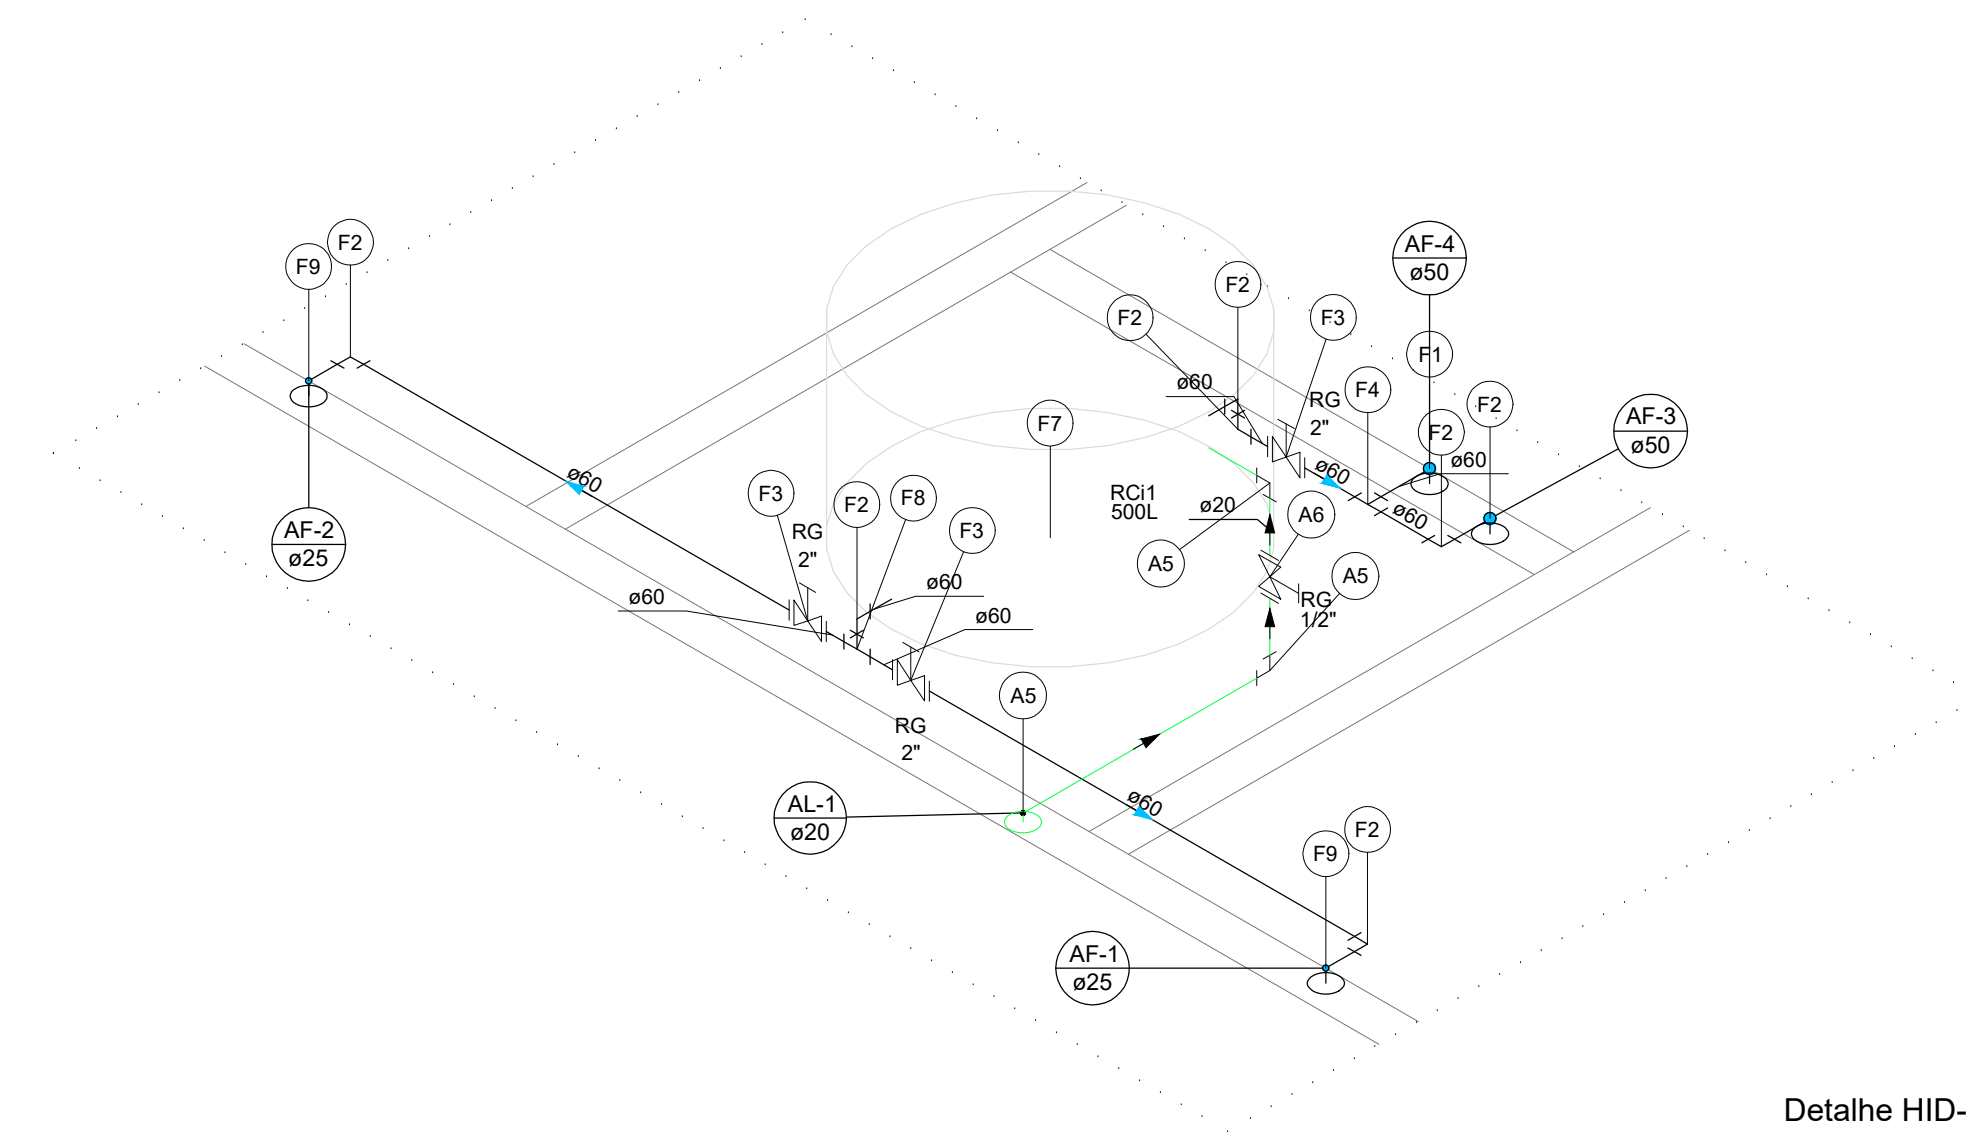 F2
F9
AF-4
ø50
F2
F2
F3
F1
ø60
F4
RG
2"
F2
AF-3
ø50
F2
F7
ø60
ø60
ø60
F3
F2
F8
RCi1
500L
ø20
A6
ø60
AF-2
ø25
RG
2"
F3
A5
A5
ø60
ø60
RG
1/2"
ø60
A5
RG
2"
AL-1
ø20
ø60
F9
F2
AF-1
ø25
Detalhe HID-